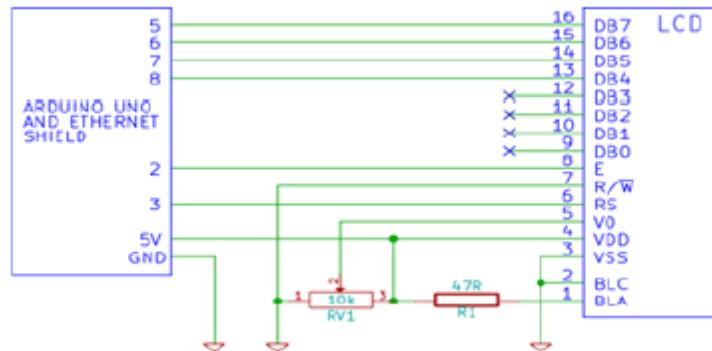 5
6
7
8
ARDUINO UNO
AND ETHERNET
SHIELD
2
3
5V
GND
16 DB7 LCD
15 DB6
14 DB5
13 DB4
12 DB3
11 DB2
10 DB1
9 DB0
8 E
7 R/W
6 RS
5 V0
4 VDD
3 VSS
2 BLC
1 BLA
2
1 10k 3
RV1
47R
R1